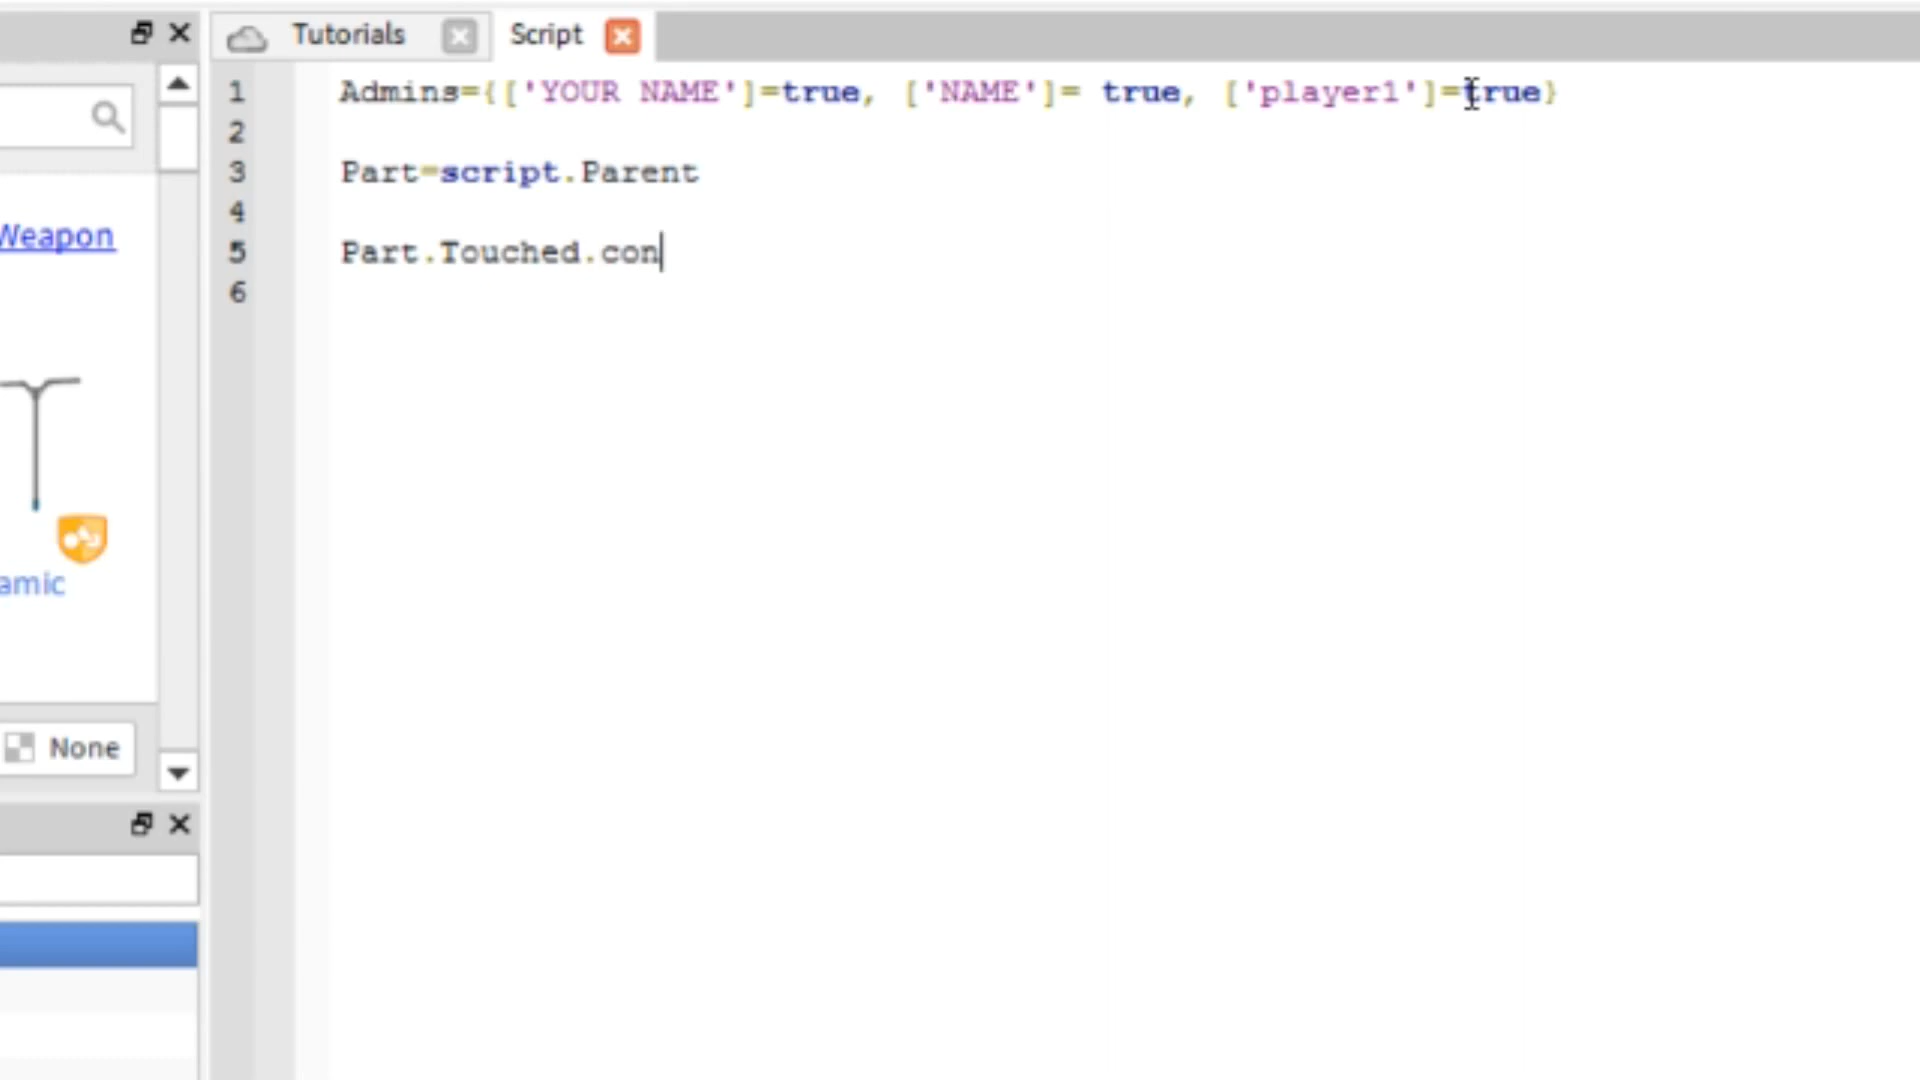 Tutorials
Script
1 Admins={['YOUR NAME']=true, ['NAME']= true, ['player1']=true}
2
3 Part=script.Parent
4
5 Part.Touched.con
6
Weapon
amic
None